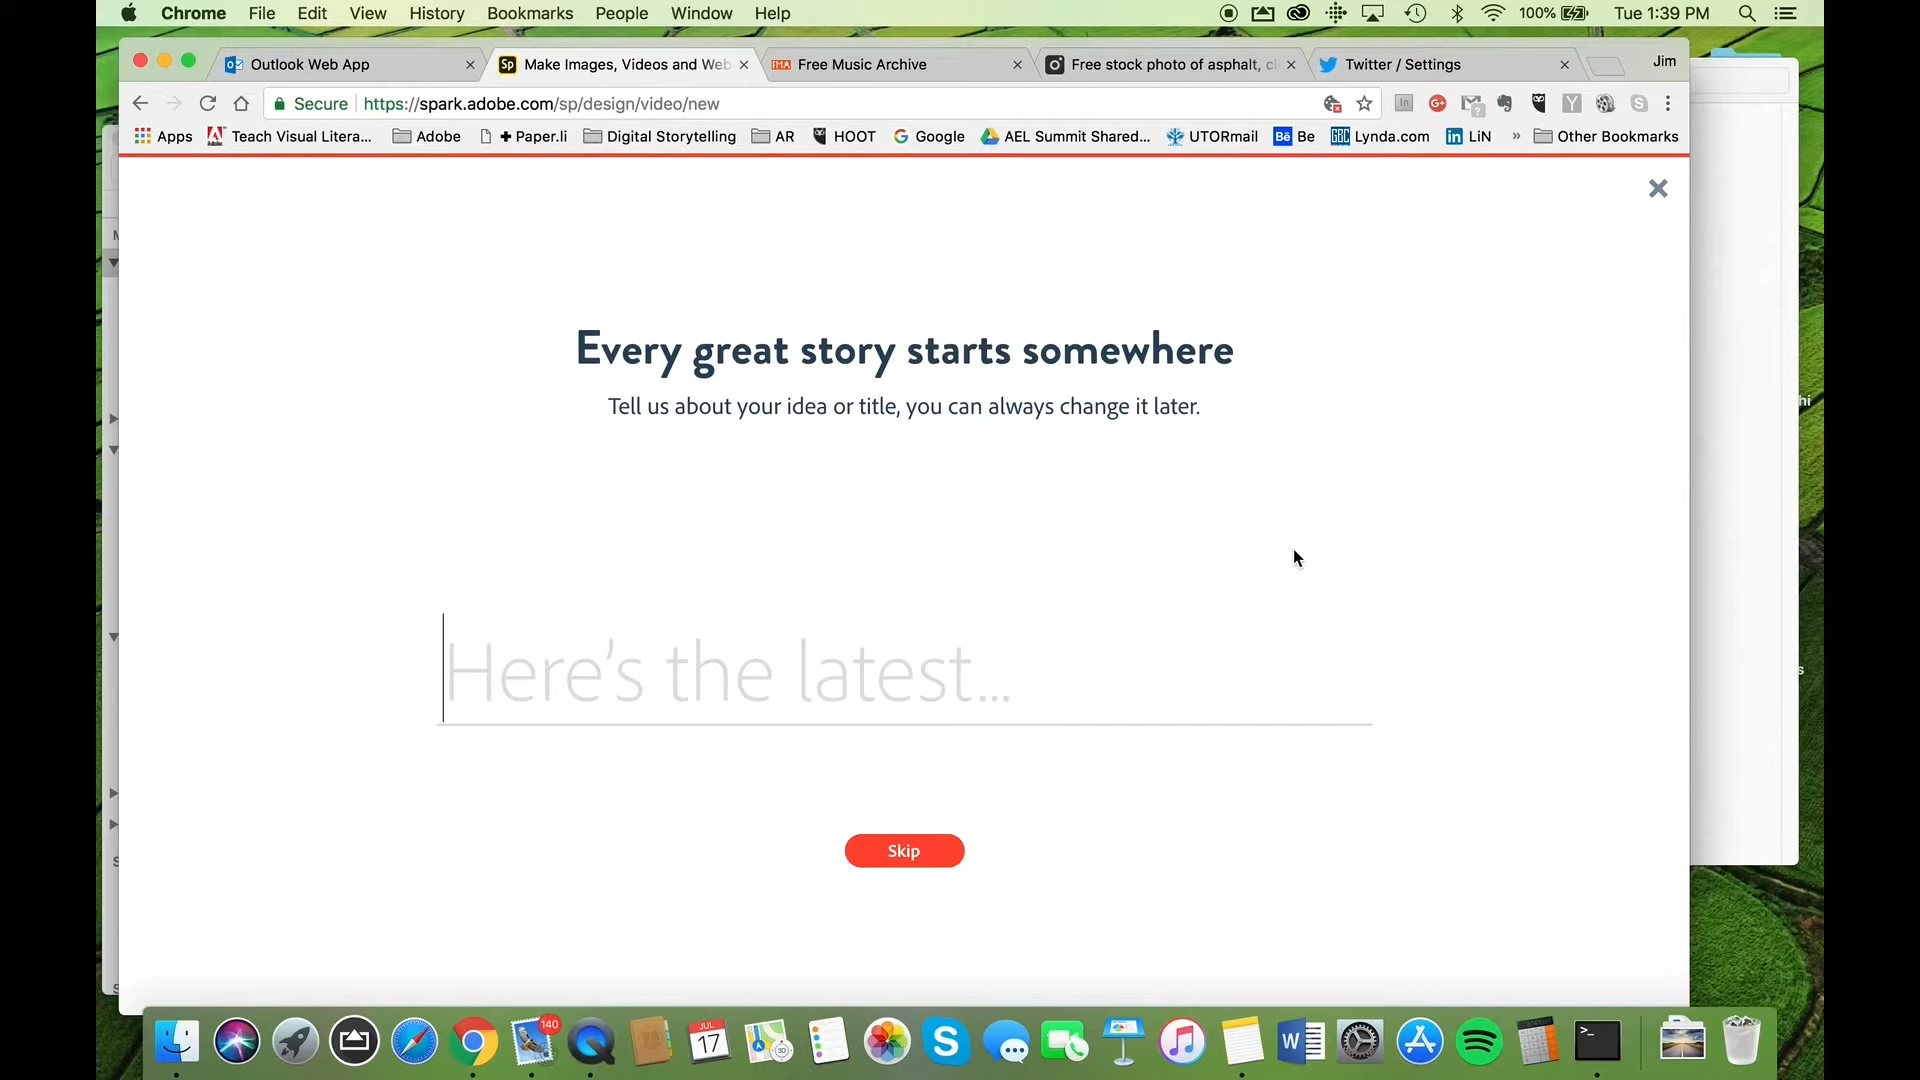 Chrome File Edit View History Bookmarks People Window Help 100% Tue 1:39 PM
Outlook Web App
Make Images, Videos and Web
Free Music Archive
Free stock photo of asphalt, cl
Twitter / Settings
Jim
Secure https://spark.adobe.com/sp/design/video/new
Apps Teach Visual Litera... Adobe + Paper.li Digital Storytelling AR HOOT Google AEL Summit Shared... UTORmail Be Lynda.com LiN » Other Bookmarks
Every great story starts somewhere
Tell us about your idea or title, you can always change it later.
Here's the latest...
Skip
140
JUL
17